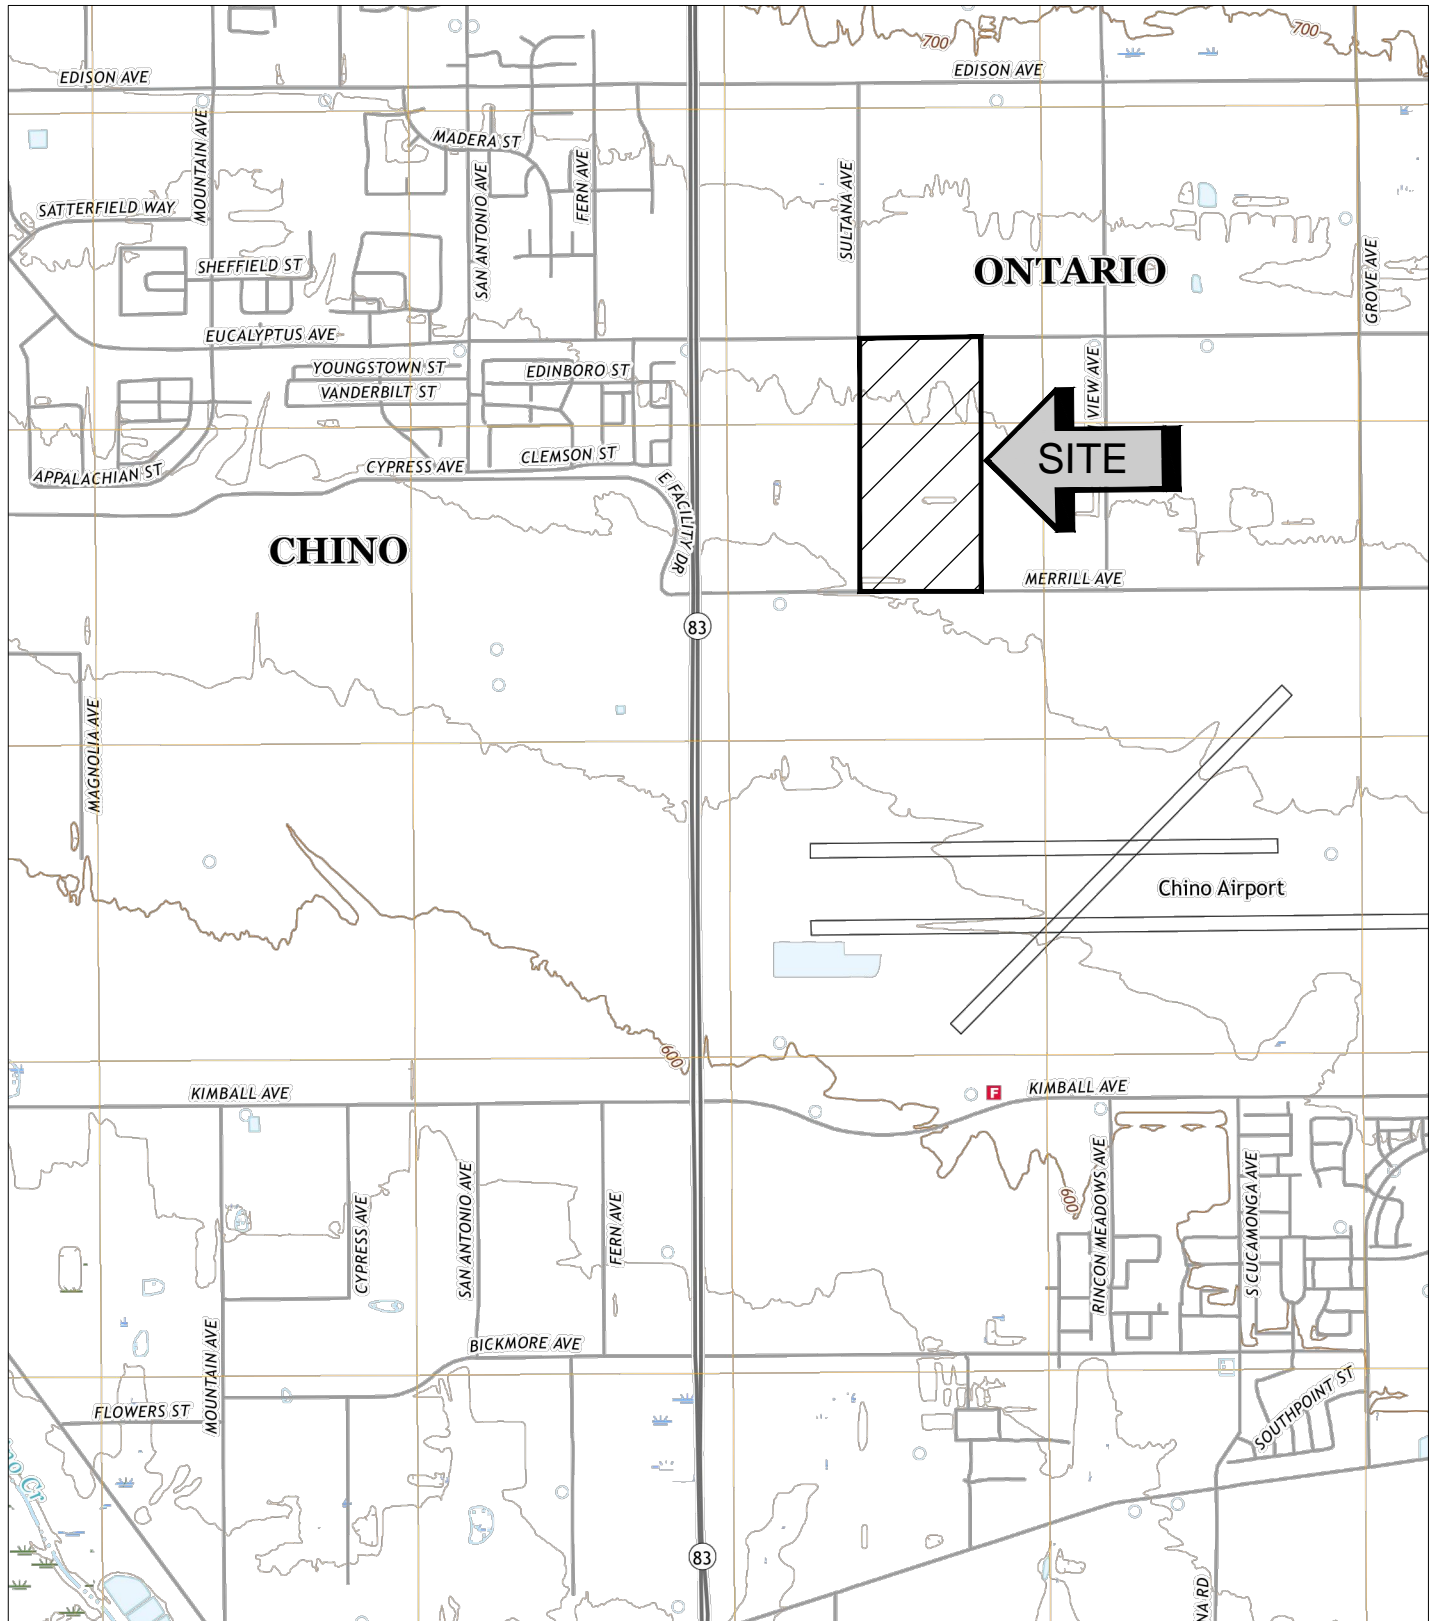 700
700
EDISON AVE
EDISON AVE
MOUNTAIN AVE
MADERA ST
SAN ANTONIO AVE
FERN AVE
SULTANA AVE
SATTERFIELD WAY
SHEFFIELD ST
ONTARIO
GROVE AVE
EUCALYPTUS AVE
YOUNGSTOWN ST
EDINBORO ST
VANDERBILT ST
VIEW AVE
SITE
CLEMSON ST
CYPRESS AVE
APPALACHIAN ST
E FACILITY DR
CHINO
MERRILL AVE
83
MAGNOLIA AVE
Chino Airport
600
KIMBALL AVE
F
KIMBALL AVE
CYPRESS AVE
SAN ANTONIO AVE
FERN AVE
600
RINCON MEADOWS AVE
S CUCAMONGA AVE
MOUNTAIN AVE
BICKMORE AVE
FLOWERS ST
SOUTHPOINT ST
no Cr
83
NA RD